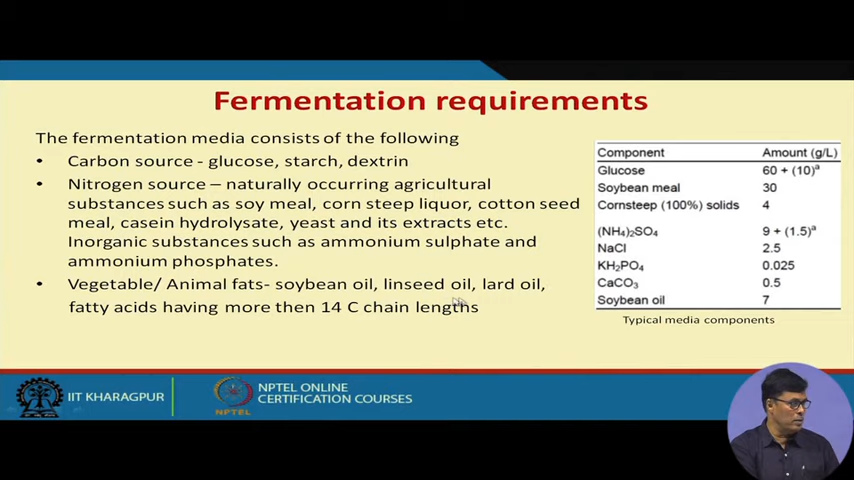 Fermentation requirements
The fermentation media consists of the following
• Carbon source - glucose, starch, dextrin
• Nitrogen source – naturally occurring agricultural
substances such as soy meal, corn steep liquor, cotton seed
meal, casein hydrolysate, yeast and its extracts etc.
Inorganic substances such as ammonium sulphate and
ammonium phosphates.
• Vegetable/ Animal fats- soybean oil, linseed oil, lard oil,
fatty acids having more then 14 C chain lengths
Component Amount (g/L)
Glucose 60 + (10)ᵃ
Soybean meal 30
Cornsteep (100%) solids 4
(NH₄)₂SO₄ 9 + (1.5)ᵃ
NaCl 2.5
KH₂PO₄ 0.025
CaCO₃ 0.5
Soybean oil 7
Typical media components
IIT KHARAGPUR
NPTEL
NPTEL ONLINE
CERTIFICATION COURSES